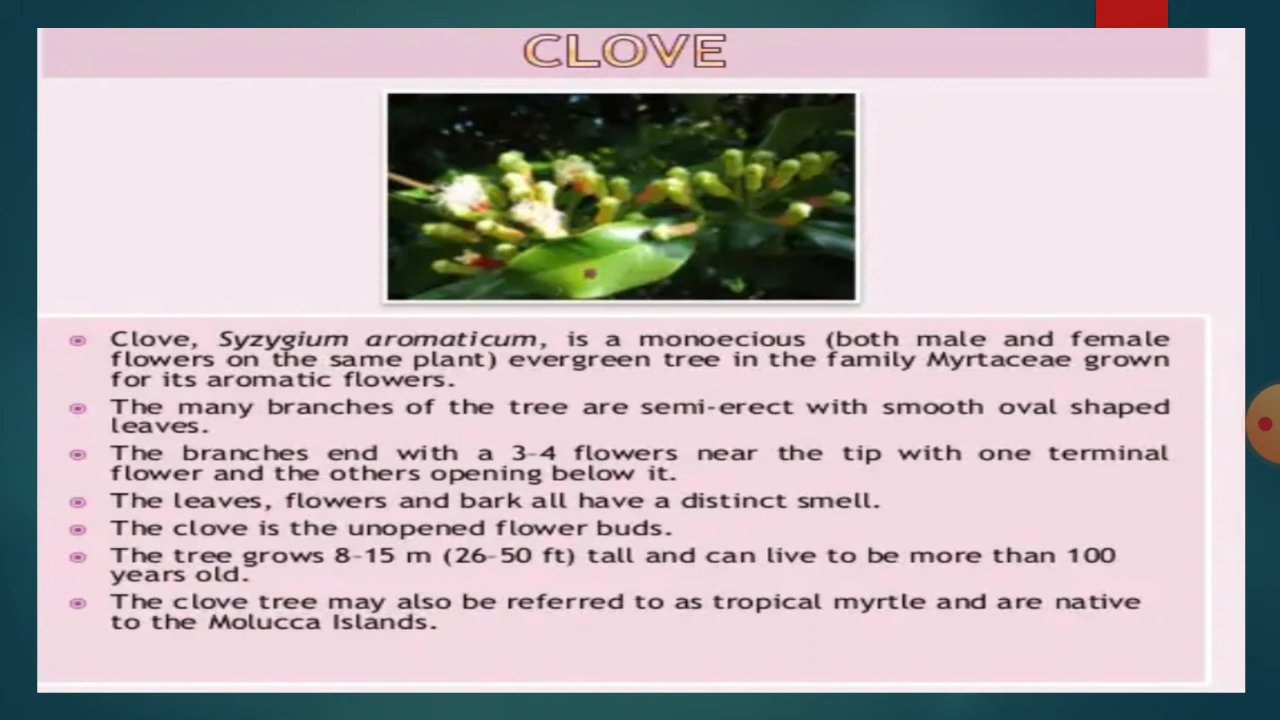 CLOVE
Clove, Syzygium aromaticum, is a monoecious (both male and female
flowers on the same plant) evergreen tree in the family Myrtaceae grown
for its aromatic flowers.
The many branches of the tree are semi-erect with smooth oval shaped
leaves.
The branches end with a 3-4 flowers near the tip with one terminal
flower and the others opening below it.
The leaves, flowers and bark all have a distinct smell.
The clove is the unopened flower buds.
The tree grows 8-15 m (26-50 ft) tall and can live to be more than 100
years old.
The clove tree may also be referred to as tropical myrtle and are native
to the Molucca Islands.